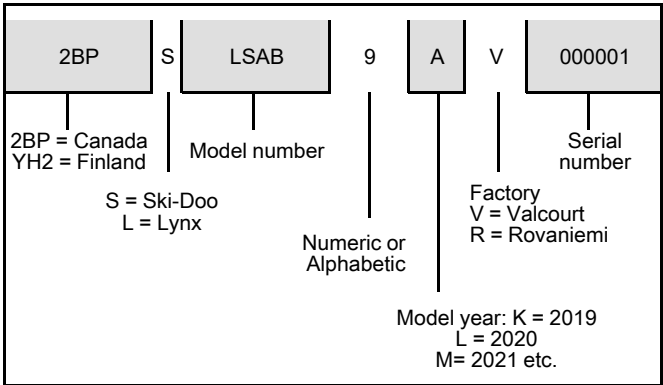 2BP S LSAB 9 A V 000001
2BP = Canada
YH2 = Finland
Model number
Serial
number
S = Ski-Doo
L = Lynx
Factory
V = Valcourt
R = Rovaniemi
Numeric or
Alphabetic
Model year: K = 2019
L = 2020
M= 2021 etc.